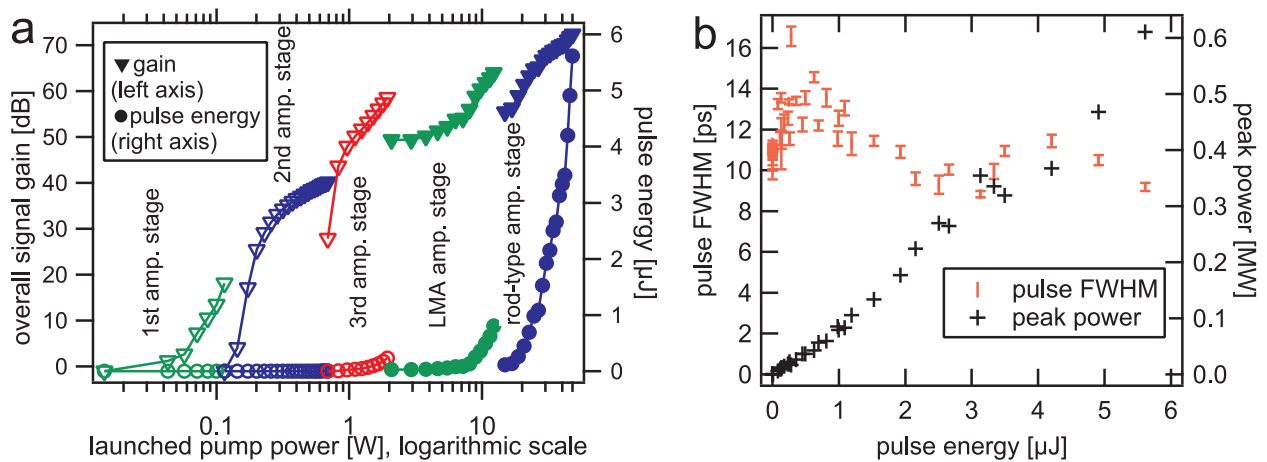 a
overall signal gain [dB]
70
60
50
40
30
20
10
0
gain
(left axis)
pulse energy
(right axis)
1st amp. stage
2nd amp. stage
3rd amp. stage
LMA amp. stage
rod-type amp. stage
6
5
4
3
2
1
0
pulse energy [µJ]
0.1 1 10
launched pump power [W], logarithmic scale
b
pulse FWHM [ps]
16
14
12
10
8
6
4
2
0
0.6
0.5
0.4
0.3
0.2
0.1
0.0
peak power [MW]
pulse FWHM
peak power
0 1 2 3 4 5 6
pulse energy [µJ]